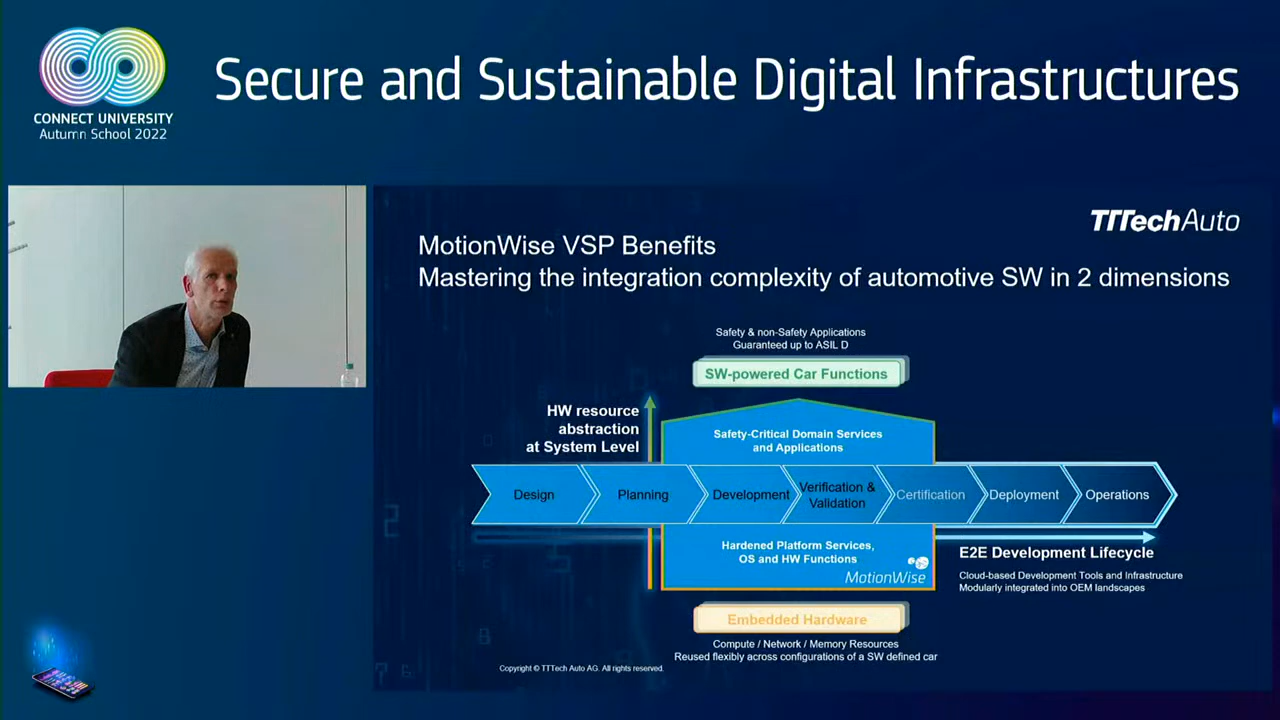 Secure and Sustainable Digital Infrastructures
CONNECT UNIVERSITY
Autumn School 2022
TTTechAuto
MotionWise VSP Benefits
Mastering the integration complexity of automotive SW in 2 dimensions
Safety & non-Safety Applications
Guaranteed up to ASIL D
SW-powered Car Functions
HW resource
abstraction
at System Level
Safety-Critical Domain Services
and Applications
Design
Planning
Development
Verification &
Validation
Certification
Deployment
Operations
Hardened Platform Services,
OS and HW Functions
MotionWise
E2E Development Lifecycle
Cloud-based Development Tools and Infrastructure
Modularly integrated into OEM landscapes
Embedded Hardware
Compute / Network / Memory Resources
Reused flexibly across configurations of a SW defined car
Copyright © TTTech Auto AG. All rights reserved.